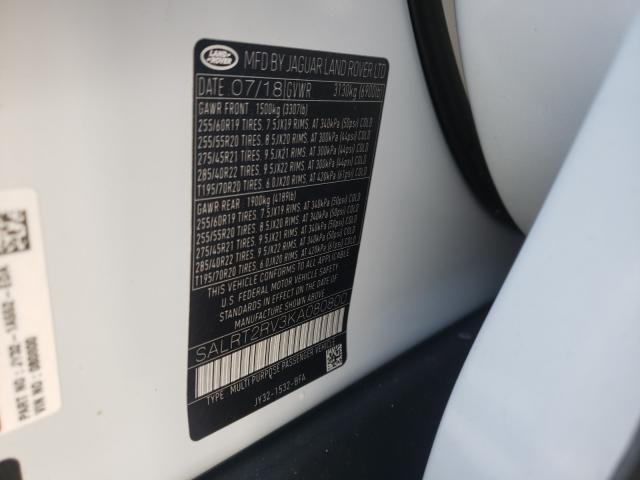 LAND ROVER
MFD BY JAGUAR LAND ROVER LTD
DATE 07/18 GVWR 3130kg (6900lb)
GAWR FRONT 1500kg (3307lb)
255/60R19 TIRES, 7.5JX19 RIMS, AT 340kPa (50psi) COLD
255/55R20 TIRES, 8.5JX20 RIMS, AT 300kPa (44psi) COLD
275/45R21 TIRES, 9.5JX21 RIMS, AT 300kPa (44psi) COLD
285/40R22 TIRES, 9.5JX22 RIMS, AT 300kPa (44psi) COLD
T195/70R20 TIRES, 6.0JX20 RIMS, AT 420kPa (61psi) COLD
GAWR REAR 1900kg (4189lb)
255/60R19 TIRES, 7.5JX19 RIMS, AT 340kPa (50psi) COLD
255/55R20 TIRES, 8.5JX20 RIMS, AT 340kPa (50psi) COLD
275/45R21 TIRES, 9.5JX21 RIMS, AT 340kPa (50psi) COLD
285/40R22 TIRES, 9.5JX22 RIMS, AT 340kPa (50psi) COLD
T195/70R20 TIRES, 6.0JX20 RIMS, AT 420kPa (61psi) COLD
THIS VEHICLE CONFORMS TO ALL APPLICABLE
U.S. FEDERAL MOTOR VEHICLE SAFETY STANDARDS
IN EFFECT ON THE DATE OF MANUFACTURE SHOWN ABOVE
SALRT2RV3KA080800
TYPE: MULTI PURPOSE PASSENGER VEHICLE
JY32-1532-BFA
PART NO:
VIN NO: 080800